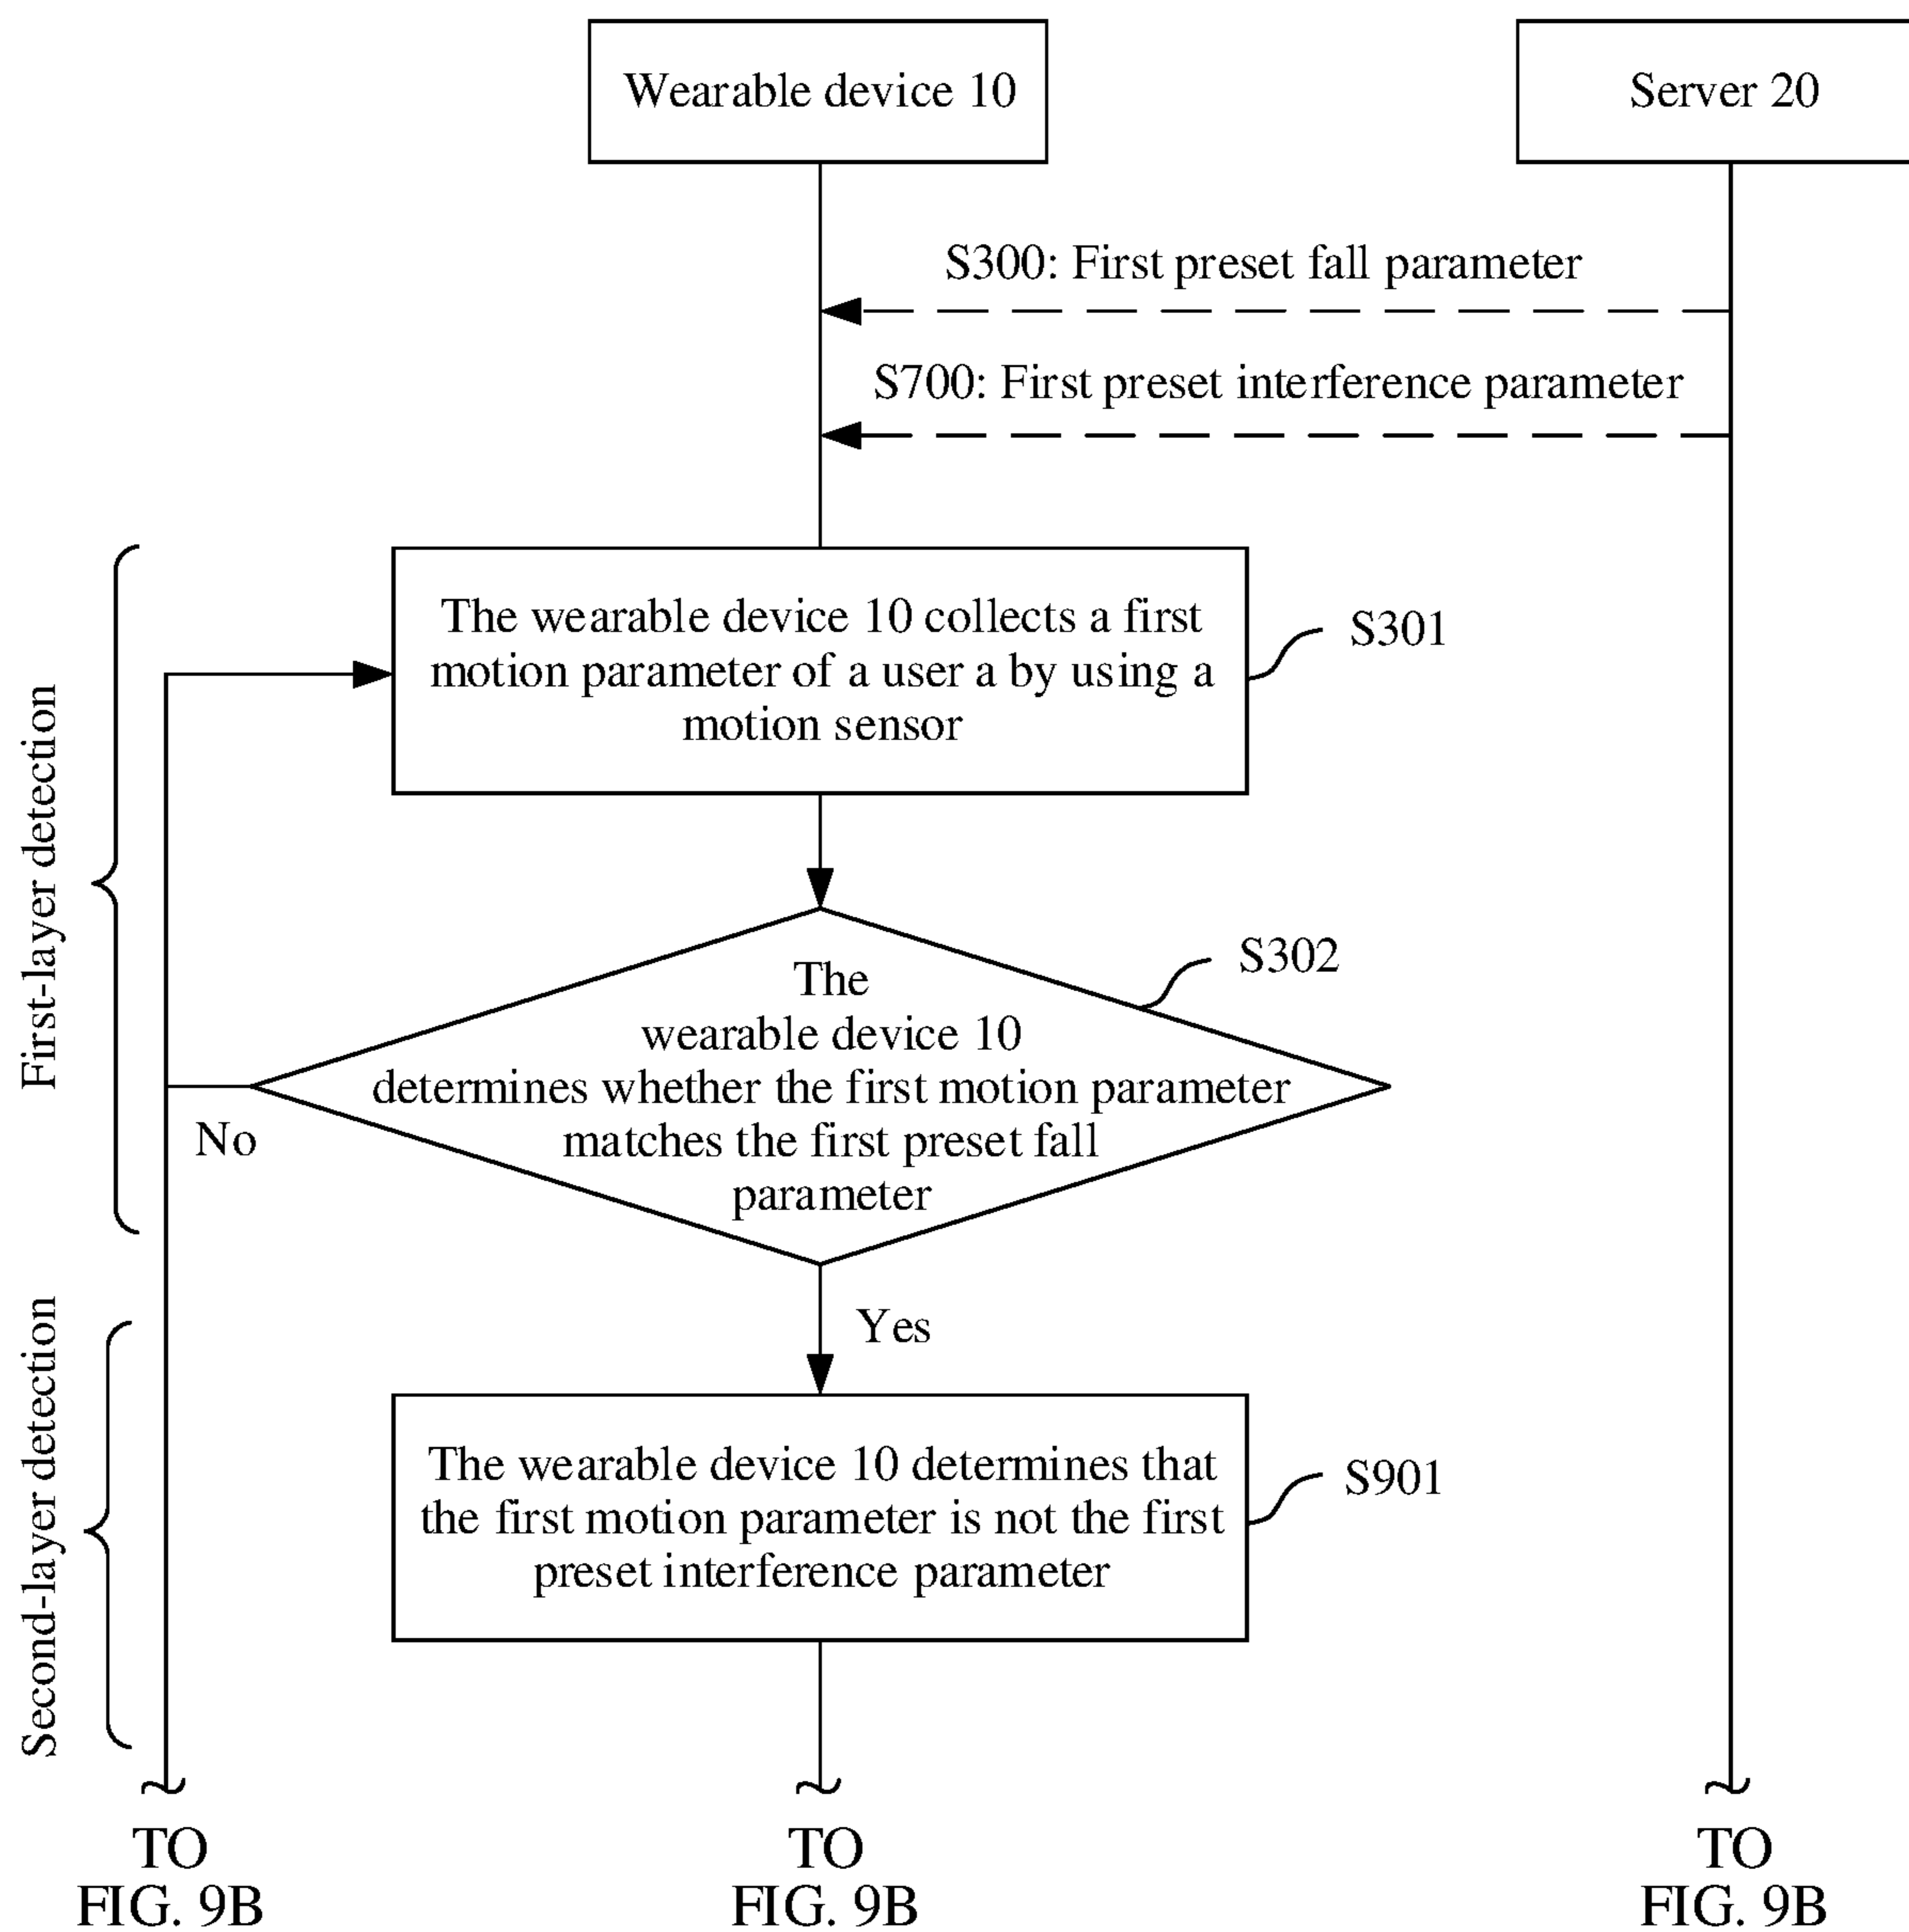 Wearable device 10
Server 20
S300: First preset fall parameter
S700: First preset interference parameter
First-layer detection
The wearable device 10 collects a first
motion parameter of a user a by using a
motion sensor
S301
The
wearable device 10
determines whether the first motion parameter
matches the first preset fall
parameter
S302
No
Yes
Second-layer detection
The wearable device 10 determines that
the first motion parameter is not the first
preset interference parameter
S901
TO
FIG. 9B
TO
FIG. 9B
TO
FIG. 9B